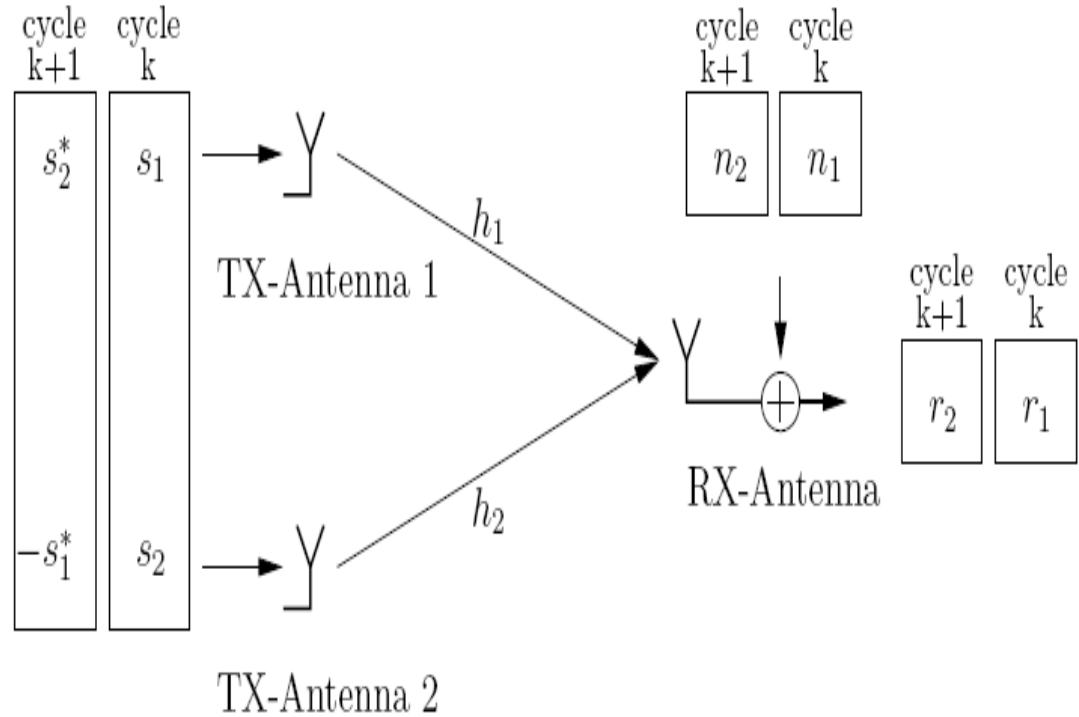 cycle cycle
k+1 k
s₂* s₁
TX-Antenna 1
-s₁* s₂
TX-Antenna 2
h₁
h₂
cycle cycle
k+1 k
n₂ n₁
RX-Antenna
cycle cycle
k+1 k
r₂ r₁